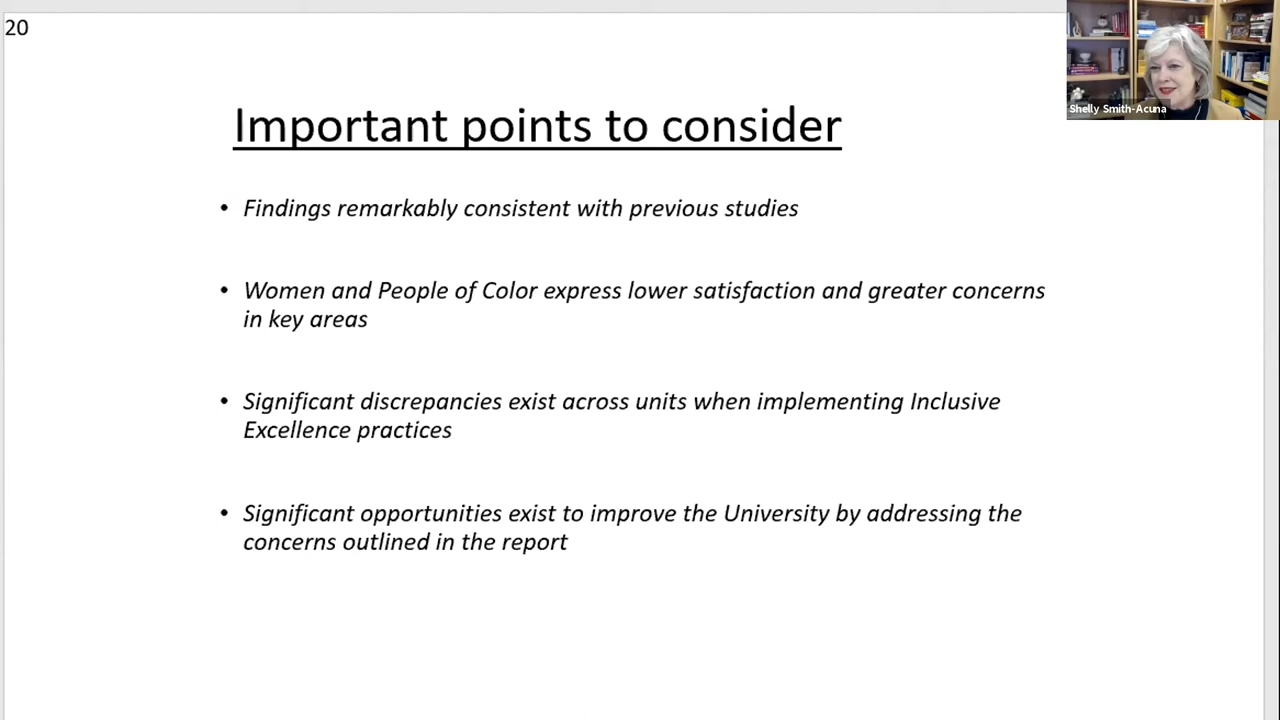 20
Shelly Smith-Acuna
Important points to consider
• Findings remarkably consistent with previous studies
• Women and People of Color express lower satisfaction and greater concerns
in key areas
• Significant discrepancies exist across units when implementing Inclusive
Excellence practices
• Significant opportunities exist to improve the University by addressing the
concerns outlined in the report